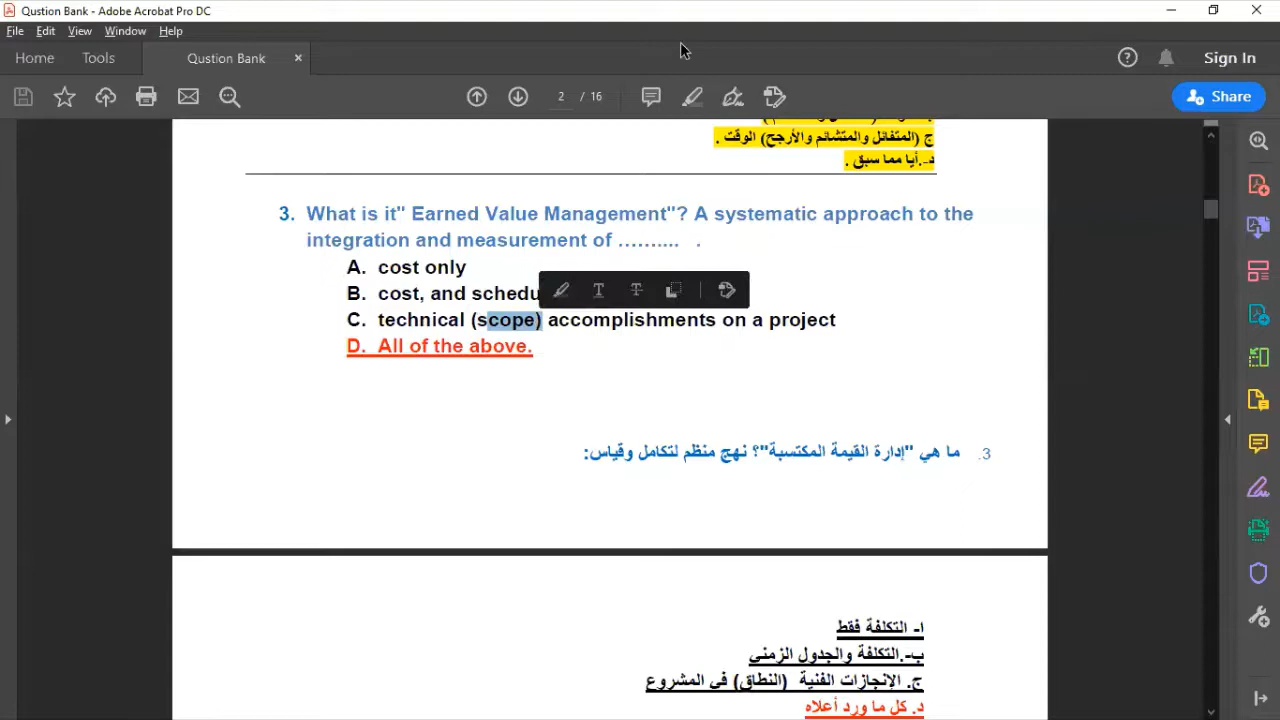 Qustion Bank - Adobe Acrobat Pro DC
File Edit View Window Help
Home Tools Qustion Bank × Sign In
2 / 16 Share
ج (المتفائل والمتشائم والأرجح) الوقت .
د-.أيا مما سبق .
3. What is it" Earned Value Management"? A systematic approach to the
integration and measurement of ……….... .
A. cost only
B. cost, and schedu
C. technical (scope) accomplishments on a project
D. All of the above.
3. ما هي "إدارة القيمة المكتسبة"؟ نهج منظم لتكامل وقياس:
ا- التكلفة فقط
ب-.التكلفة والجدول الزمني
ج. الإنجازات الفنية (النطاق) في المشروع
د. كل ما ورد أعلاه